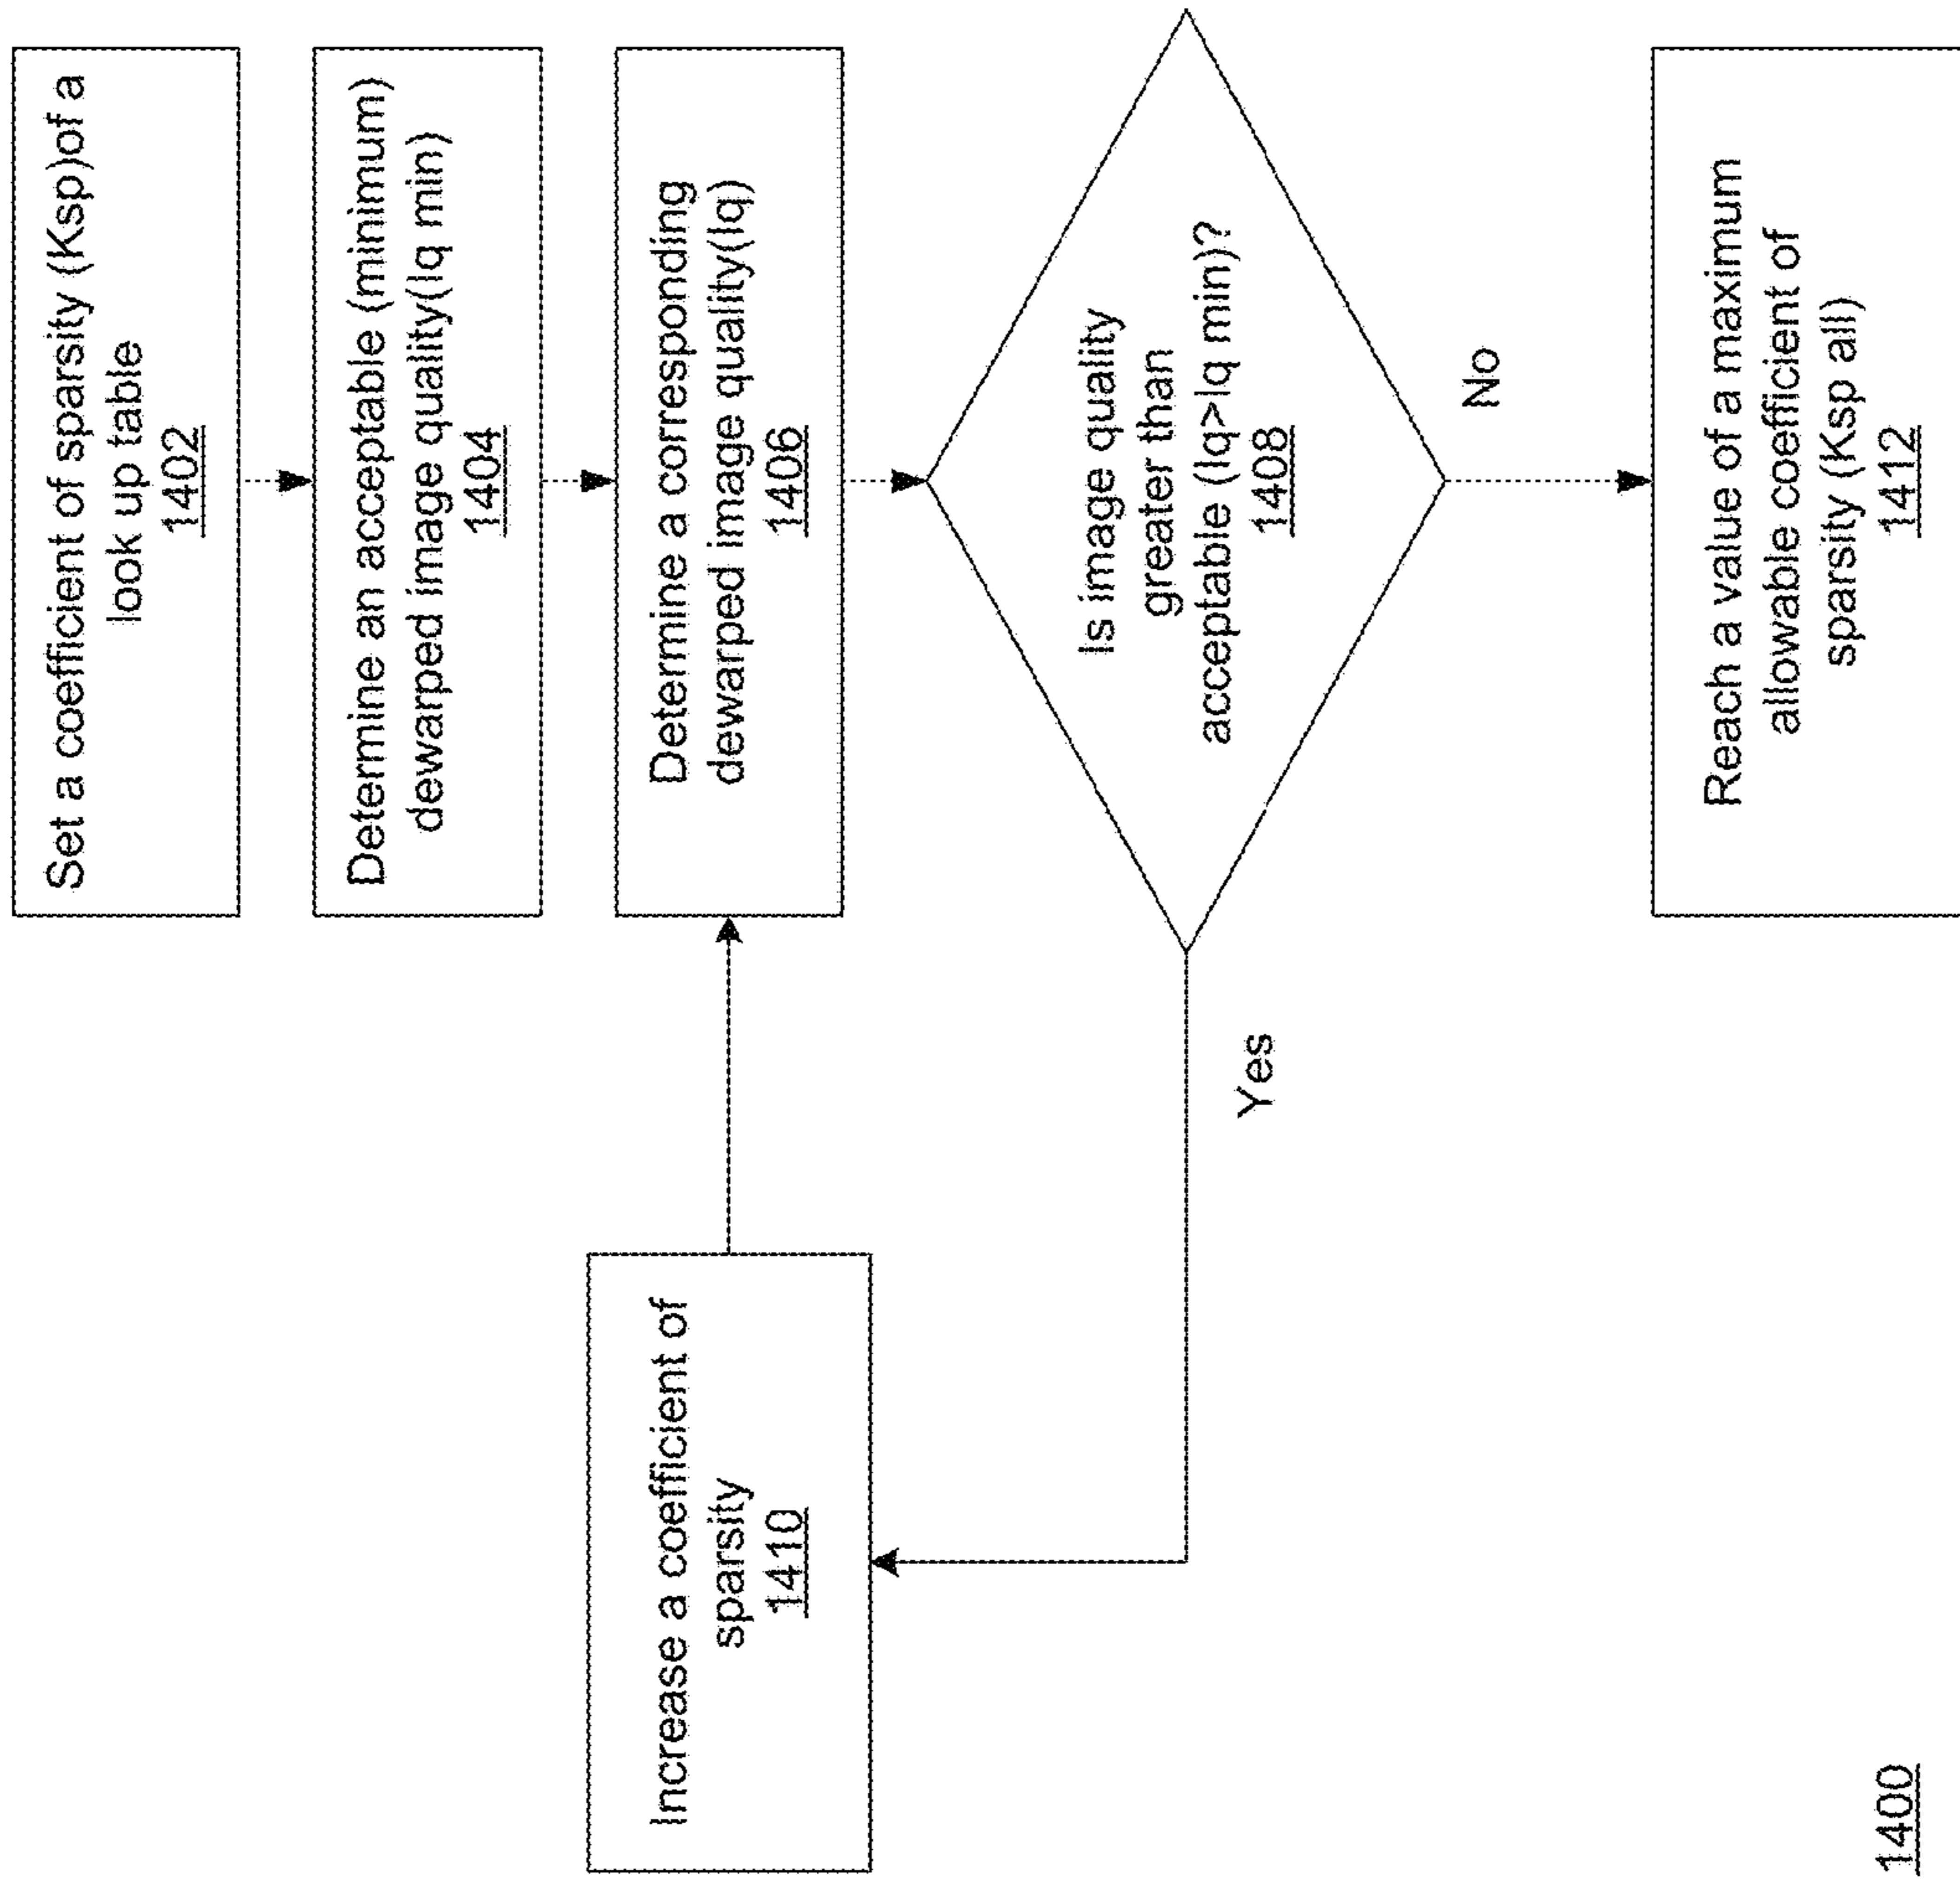 Set a coefficient of sparsity (Ksp)of a
look up table
1402
Determine an acceptable (minimum)
dewarped image quality(Iq min)
1404
Determine a corresponding
dewarped image quality(Iq)
1406
Is image quality
greater than
acceptable (Iq>Iq min)?
1408
Yes
No
Increase a coefficient of
sparsity
1410
Reach a value of a maximum
allowable coefficient of
sparsity (Ksp all)
1412
1400